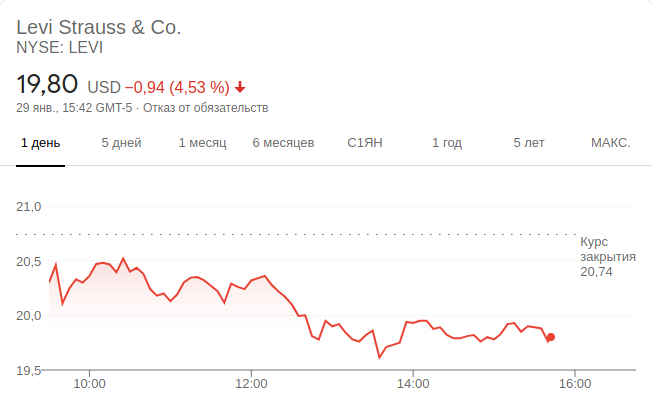 Levi Strauss & Co.
NYSE: LEVI
19,80 USD −0,94 (4,53 %)
29 янв., 15:42 GMT-5 · Отказ от обязательств
1 день 5 дней 1 месяц 6 месяцев С1ЯН 1 год 5 лет МАКС.
21,0
Курс
закрытия
20,74
20,5
20,0
19,5
10:00 12:00 14:00 16:00